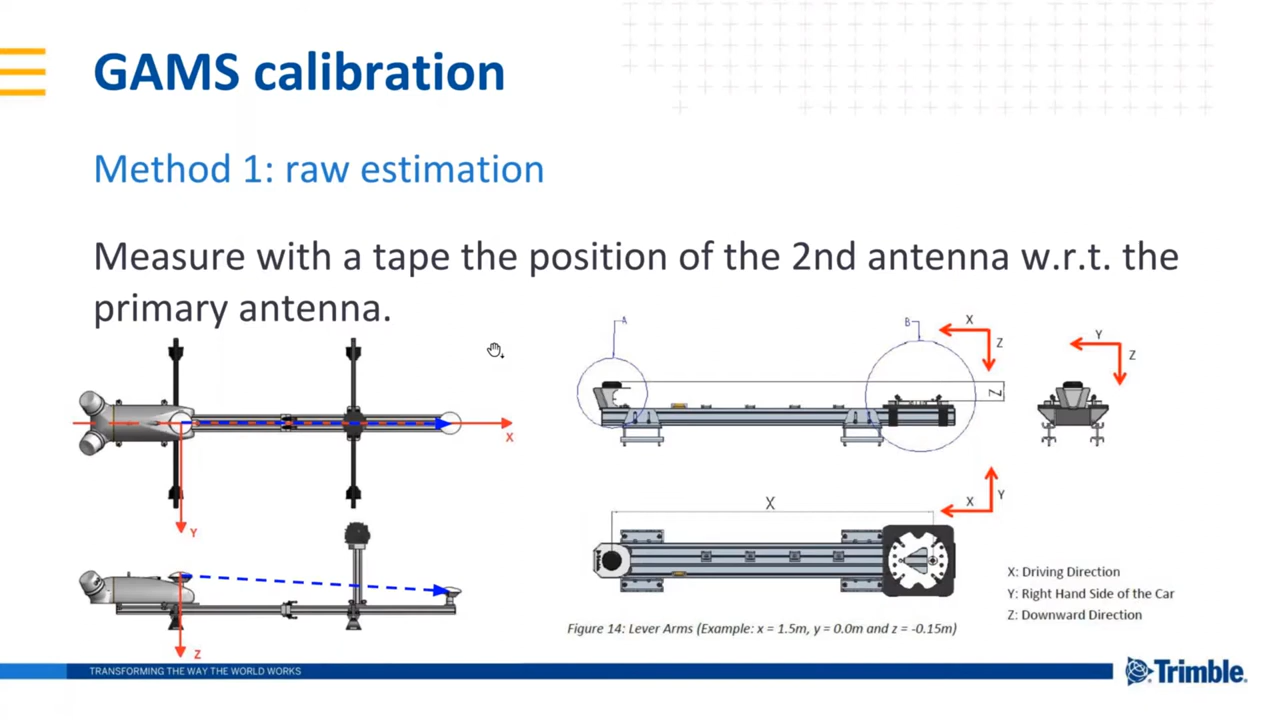 GAMS calibration
Method 1: raw estimation
Measure with a tape the position of the 2nd antenna w.r.t. the
primary antenna.
X
Y
Z
A
B
X
Z
Z
Y
Z
X
X
Y
X: Driving Direction
Y: Right Hand Side of the Car
Z: Downward Direction
Figure 14: Lever Arms (Example: x = 1.5m, y = 0.0m and z = -0.15m)
TRANSFORMING THE WAY THE WORLD WORKS
Trimble.